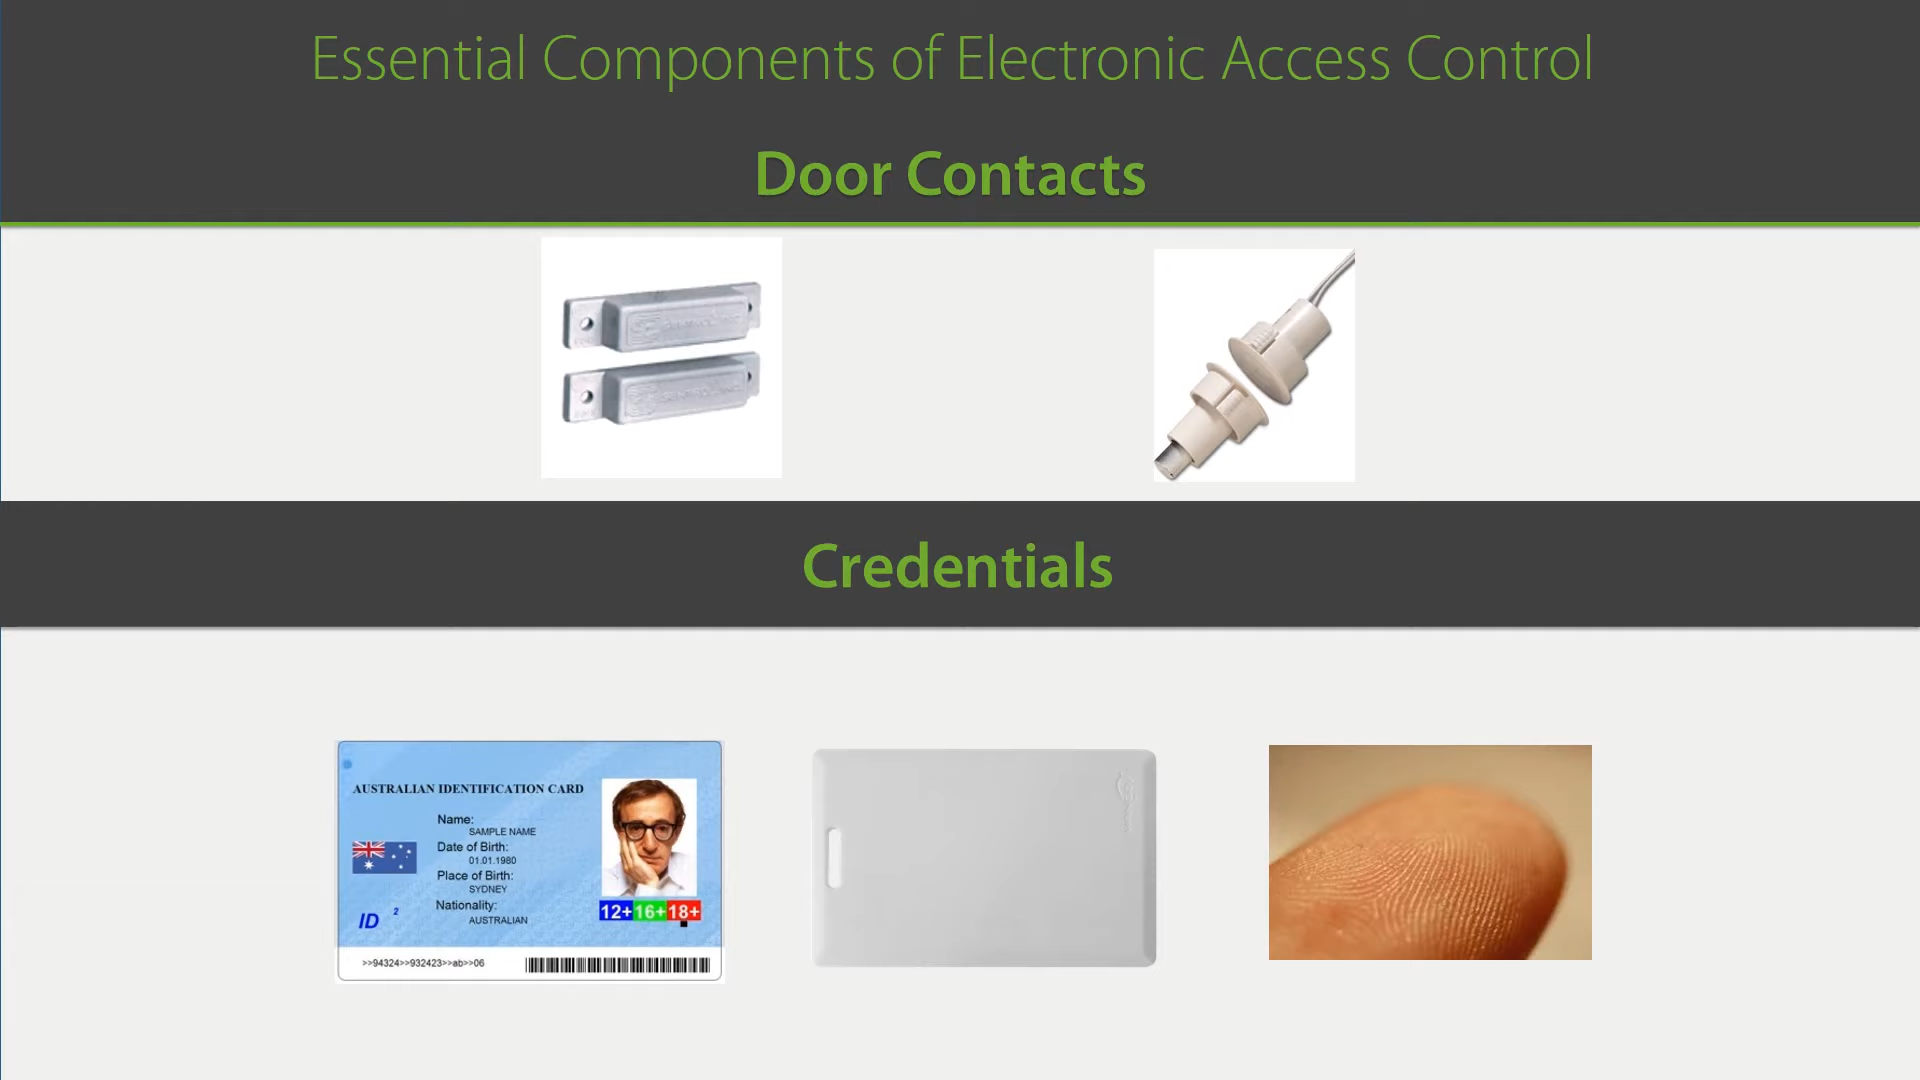 Essential Components of Electronic Access Control
Door Contacts
Credentials
AUSTRALIAN IDENTIFICATION CARD
Name:
SAMPLE NAME
Date of Birth:
01.01.1980
Place of Birth:
SYDNEY
Nationality:
AUSTRALIAN
ID 2
12+ 16+ 18+
>>94324>>932423>>ab>>06